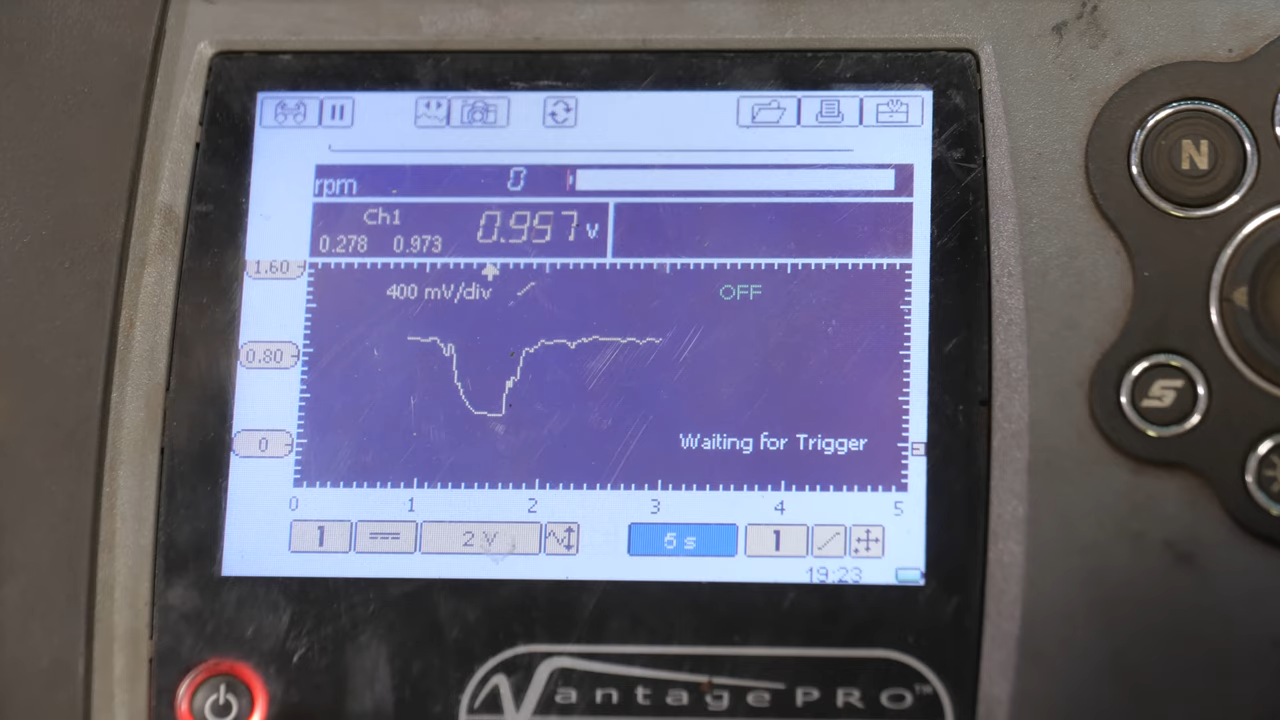 rpm 0
Ch1
0.278 0.973 0.957 v
1.60
400 mV/div OFF
0.80
0 Waiting for Trigger
0 1 2 3 4 5
1 2 V 5 s 1
19:23
VantagePRO™
N
S